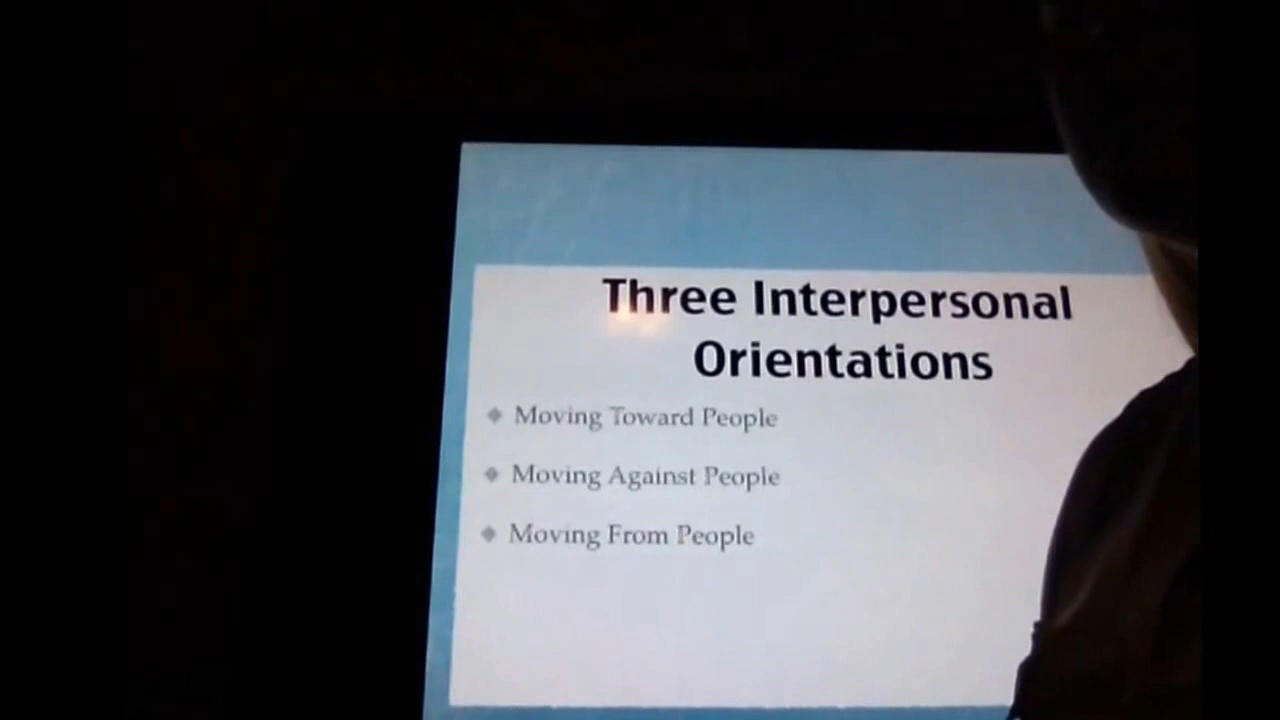 Three Interpersonal
Orientations
Moving Toward People
Moving Against People
Moving From People